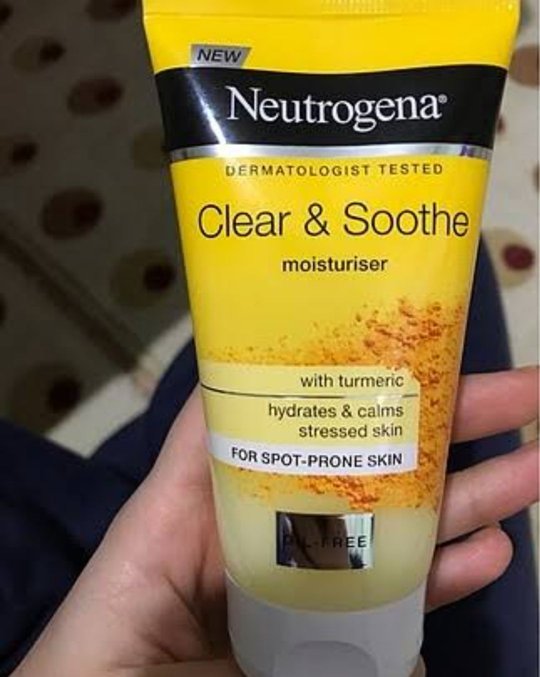 NEW
Neutrogena®
DERMATOLOGIST TESTED
Clear & Soothe
moisturiser
with turmeric
hydrates & calms
stressed skin
FOR SPOT-PRONE SKIN
OIL-FREE